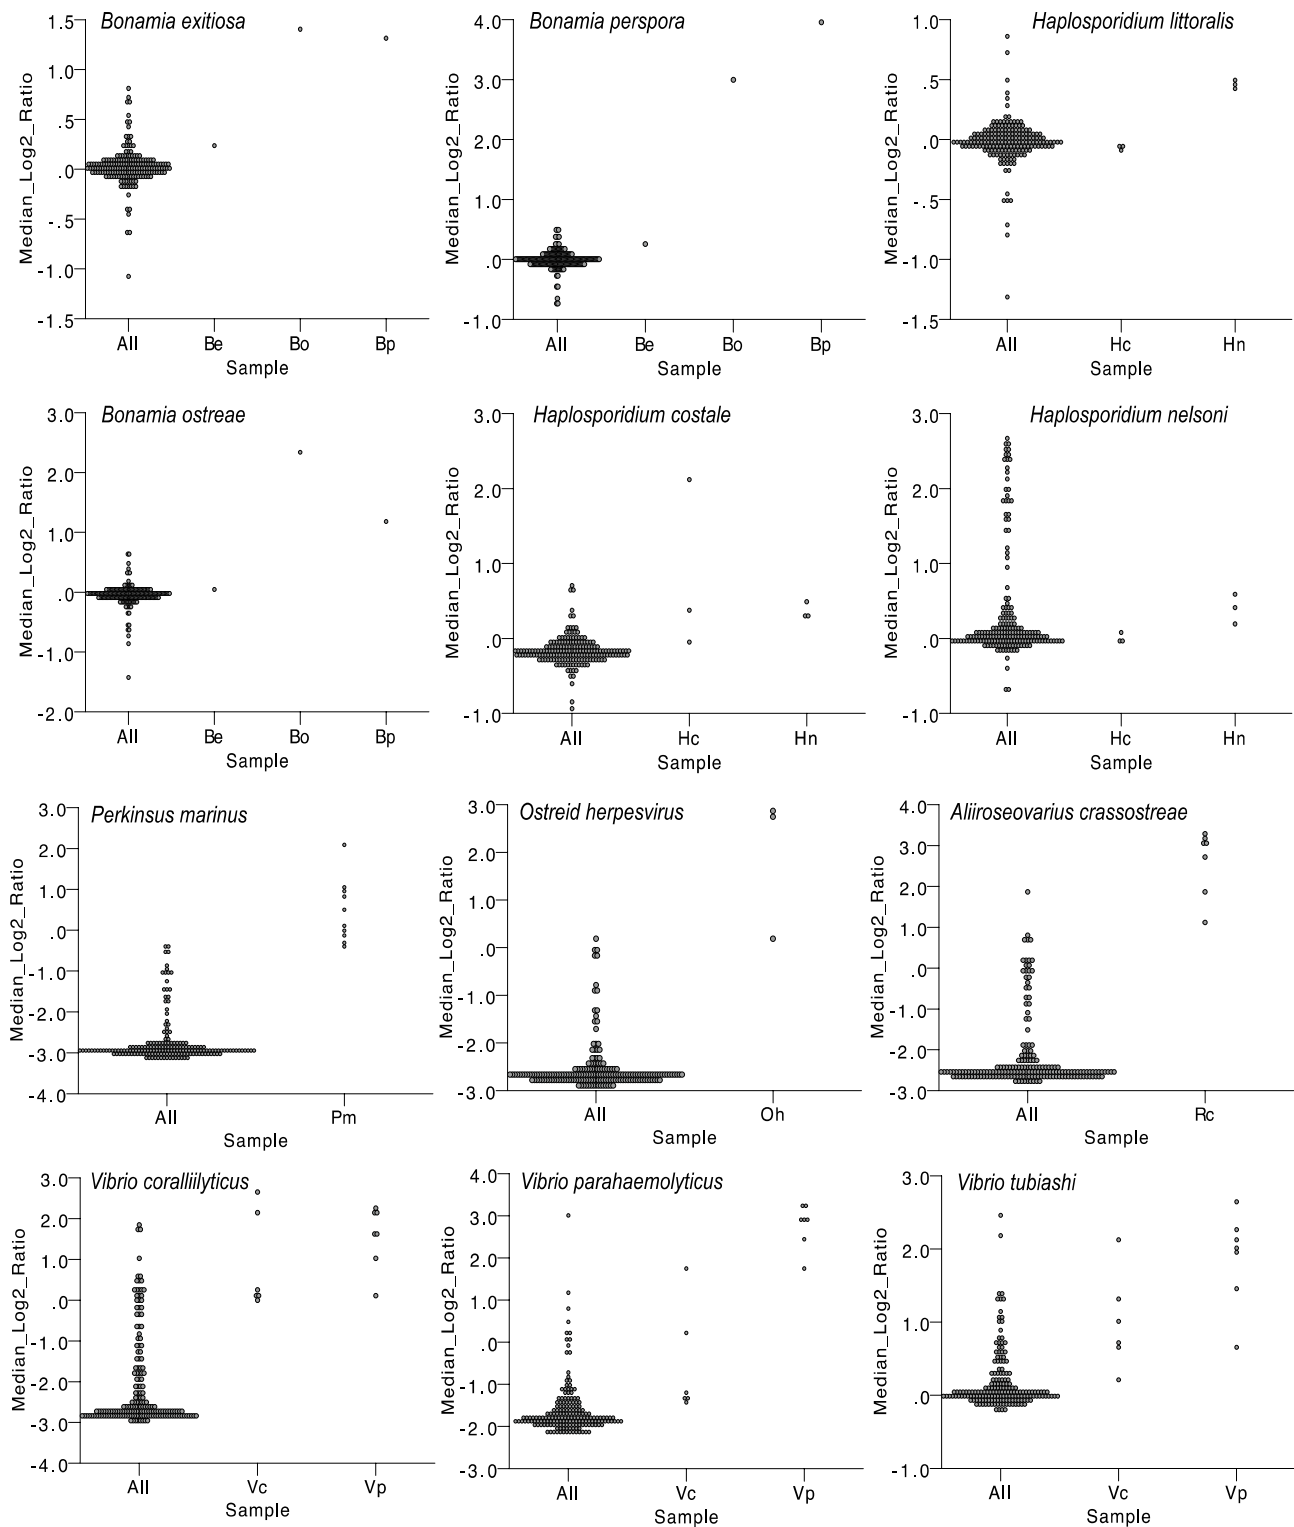 Bonamia exitiosa
Median_Log2_Ratio
1.5
1.0
.5
.0
-.5
-1.0
-1.5
All Be Bo Bp
Sample
Bonamia perspora
Median_Log2_Ratio
4.0
3.0
2.0
1.0
.0
-1.0
All Be Bo Bp
Sample
Haplosporidium littoralis
Median_Log2_Ratio
1.0
.5
.0
-.5
-1.0
-1.5
All Hc Hn
Sample
Bonamia ostreae
Median_Log2_Ratio
3.0
2.0
1.0
.0
-1.0
-2.0
All Be Bo Bp
Sample
Haplosporidium costale
Median_Log2_Ratio
3.0
2.0
1.0
.0
-1.0
All Hc Hn
Sample
Haplosporidium nelsoni
Median_Log2_Ratio
3.0
2.0
1.0
.0
-1.0
All Hc Hn
Sample
Perkinsus marinus
Median_Log2_Ratio
3.0
2.0
1.0
.0
-1.0
-2.0
-3.0
-4.0
All Pm
Sample
Ostreid herpesvirus
Median_Log2_Ratio
3.0
2.0
1.0
.0
-1.0
-2.0
-3.0
All Oh
Sample
Aliiroseovarius crassostreae
Median_Log2_Ratio
4.0
3.0
2.0
1.0
.0
-1.0
-2.0
-3.0
All Rc
Sample
Vibrio coralliilyticus
Median_Log2_Ratio
3.0
2.0
1.0
.0
-1.0
-2.0
-3.0
-4.0
All Vc Vp
Sample
Vibrio parahaemolyticus
Median_Log2_Ratio
4.0
3.0
2.0
1.0
.0
-1.0
-2.0
-3.0
All Vc Vp
Sample
Vibrio tubiashi
Median_Log2_Ratio
3.0
2.0
1.0
.0
-1.0
All Vc Vp
Sample